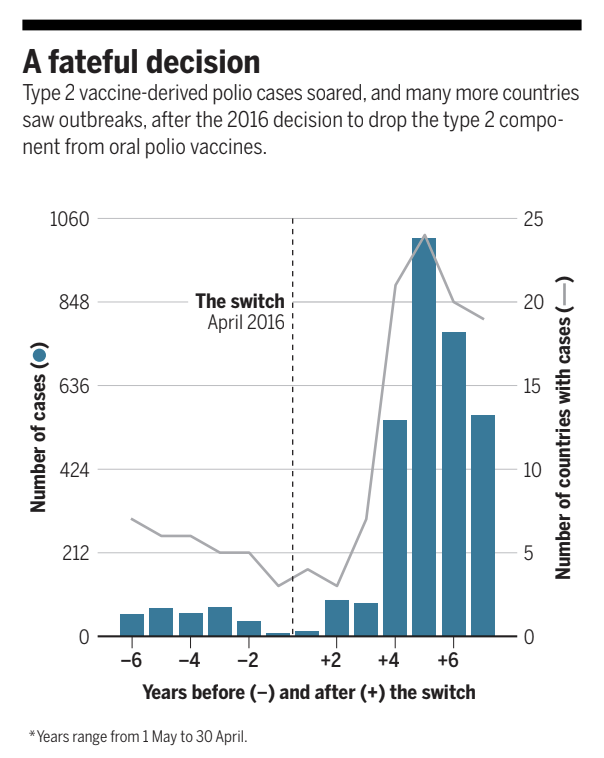 A fateful decision
Type 2 vaccine-derived polio cases soared, and many more countries
saw outbreaks, after the 2016 decision to drop the type 2 compo-
nent from oral polio vaccines.
1060
848
636
424
212
0
25
20
15
10
5
0
The switch
April 2016
Number of cases (●)
Number of countries with cases (—)
–6
–4
–2
+2
+4
+6
Years before (–) and after (+) the switch
*Years range from 1 May to 30 April.